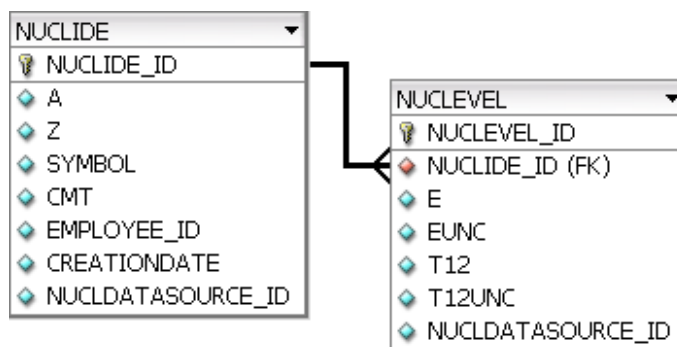 NUCLIDE
NUCLIDE_ID
A
Z
SYMBOL
CMT
EMPLOYEE_ID
CREATIONDATE
NUCLDATASOURCE_ID
NUCLEVEL
NUCLEVEL_ID
NUCLIDE_ID (FK)
E
EUNC
T12
T12UNC
NUCLDATASOURCE_ID